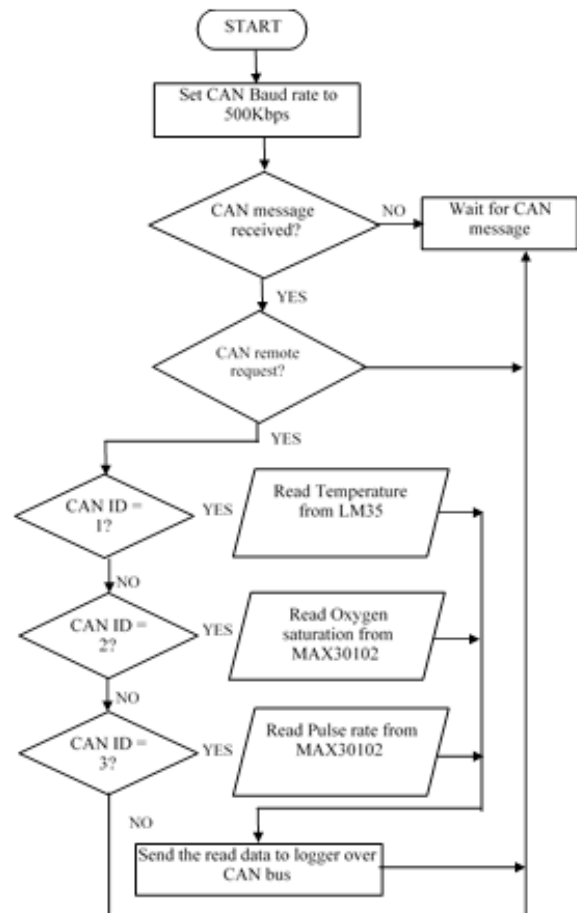 START
Set CAN Baud rate to
500Kbps
CAN message
received?
NO
Wait for CAN
message
YES
CAN remote
request?
YES
CAN ID =
1?
YES
Read Temperature
from LM35
NO
CAN ID =
2?
YES
Read Oxygen
saturation from
MAX30102
NO
CAN ID =
3?
YES
Read Pulse rate from
MAX30102
NO
Send the read data to logger over
CAN bus